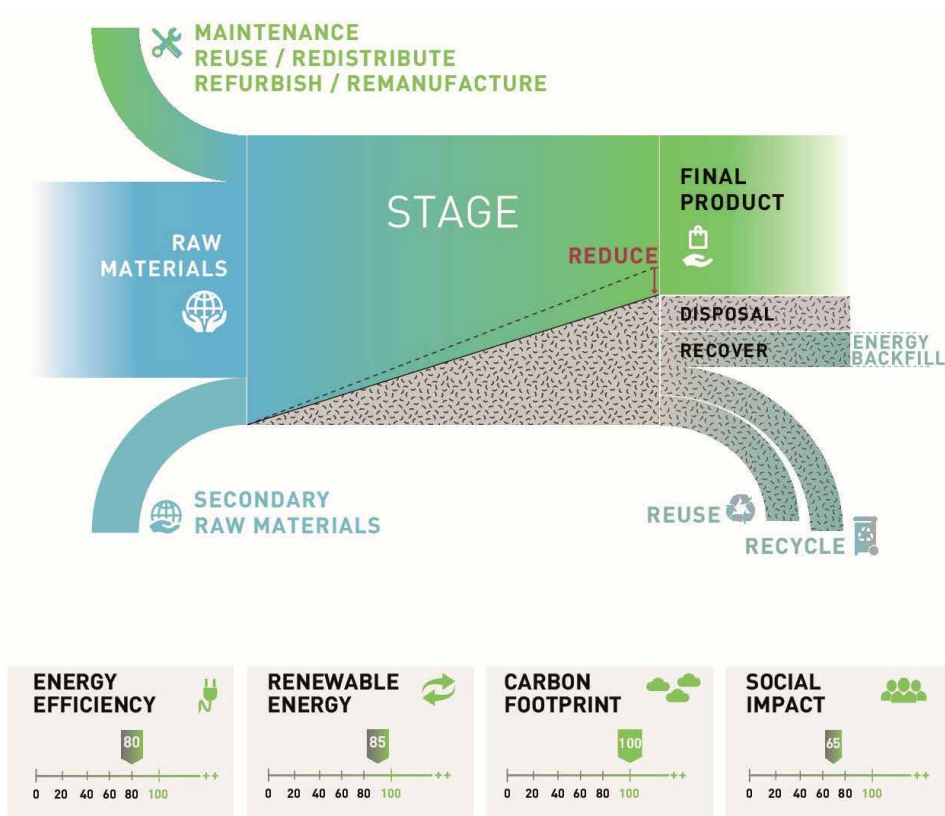 MAINTENANCE
REUSE / REDISTRIBUTE
REFURBISH / REMANUFACTURE
STAGE
RAW
MATERIALS
FINAL
PRODUCT
REDUCE
DISPOSAL
RECOVER
ENERGY
BACKFILL
SECONDARY
RAW MATERIALS
REUSE
RECYCLE
ENERGY
EFFICIENCY
80
++
0 20 40 60 80 100
RENEWABLE
ENERGY
85
++
0 20 40 60 80 100
CARBON
FOOTPRINT
100
++
0 20 40 60 80 100
SOCIAL
IMPACT
65
++
0 20 40 60 80 100